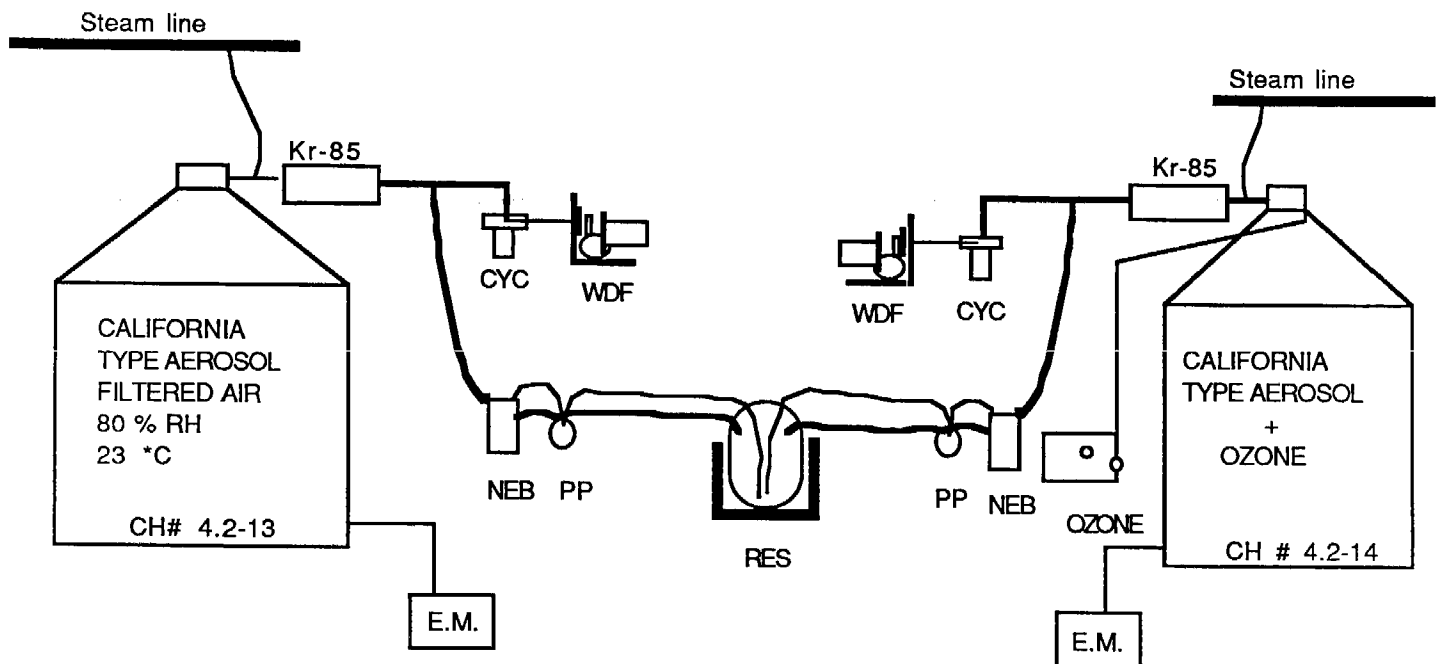 Steam line
Steam line
Kr-85
Kr-85
CYC
WDF
WDF
CYC
CALIFORNIA
TYPE AEROSOL
FILTERED AIR
80 % RH
23 *C
CH# 4.2-13
CALIFORNIA
TYPE AEROSOL
+
OZONE
CH # 4.2-14
NEB
PP
RES
PP
NEB
OZONE
E.M.
E.M.